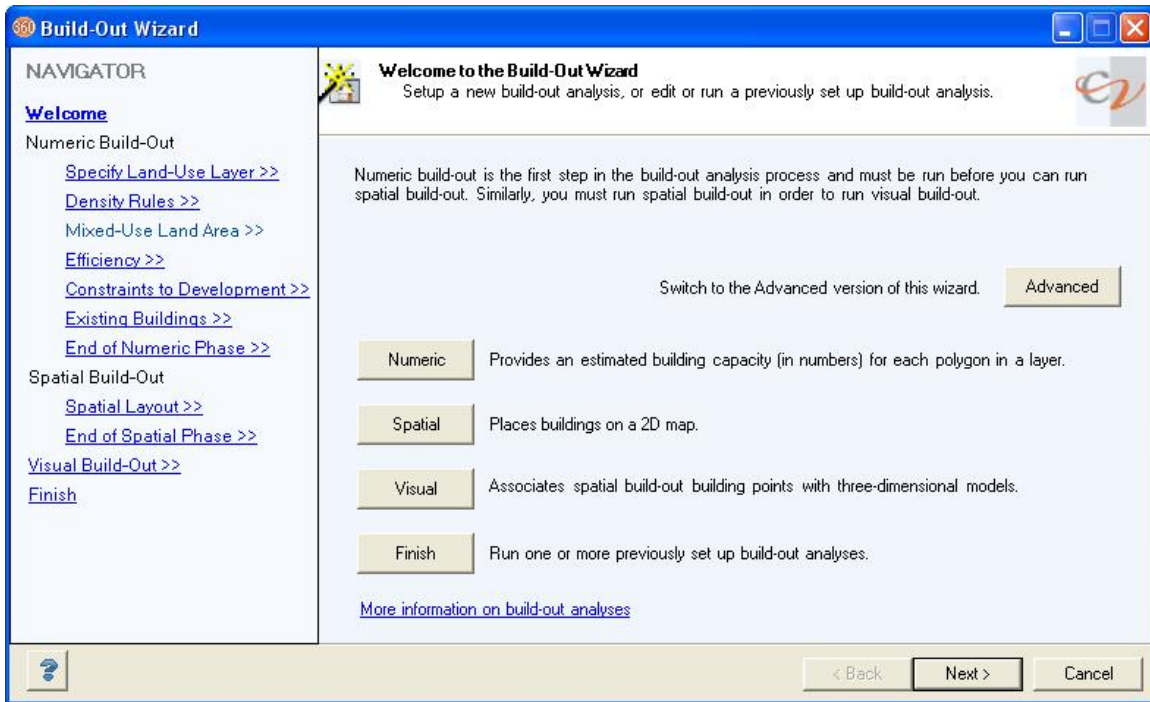 360 Build-Out Wizard
NAVIGATOR
Welcome
Numeric Build-Out
Specify Land-Use Layer >>
Density Rules >>
Mixed-Use Land Area >>
Efficiency >>
Constraints to Development >>
Existing Buildings >>
End of Numeric Phase >>
Spatial Build-Out
Spatial Layout >>
End of Spatial Phase >>
Visual Build-Out >>
Finish
Welcome to the Build-Out Wizard
Setup a new build-out analysis, or edit or run a previously set up build-out analysis.
CV
Numeric build-out is the first step in the build-out analysis process and must be run before you can run
spatial build-out. Similarly, you must run spatial build-out in order to run visual build-out.
Switch to the Advanced version of this wizard. Advanced
Numeric Provides an estimated building capacity (in numbers) for each polygon in a layer.
Spatial Places buildings on a 2D map.
Visual Associates spatial build-out building points with three-dimensional models.
Finish Run one or more previously set up build-out analyses.
More information on build-out analyses
? < Back Next > Cancel